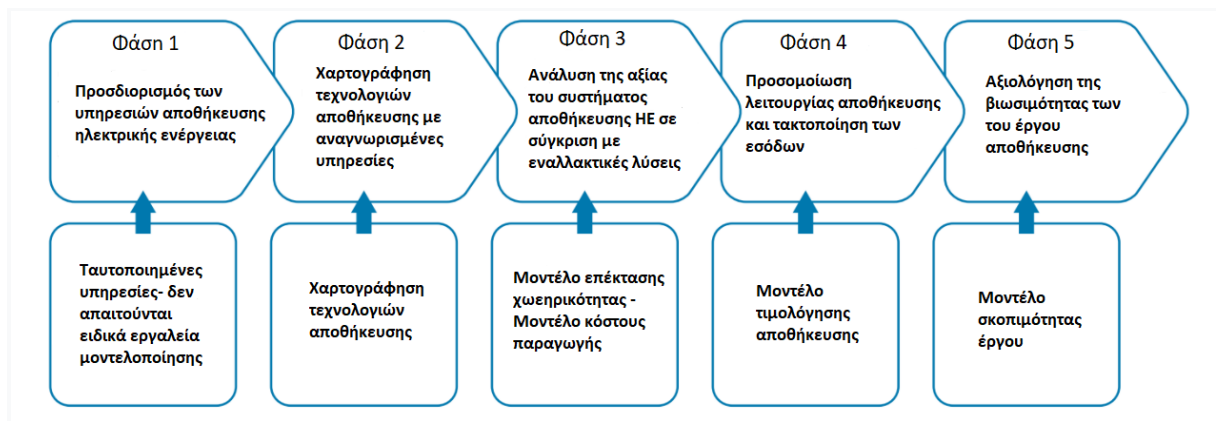 Φάση 1
Προσδιορισμός των
υπηρεσιών αποθήκευσης
ηλεκτρικής ενέργειας
Φάση 2
Χαρτογράφηση
τεχνολογιών
αποθήκευσης με
αναγνωρισμένες
υπηρεσίες
Φάση 3
Ανάλυση της αξίας
του συστήματος
αποθήκευσης ΗΕ σε
σύγκριση με
εναλλακτικές λύσεις
Φάση 4
Προσομοίωση
λειτουργίας αποθήκευσης
και τακτοποίηση των
εσόδων
Φάση 5
Αξιολόγηση της
βιωσιμότητας των
του έργου
αποθήκευσης
Ταυτοποιημένες
υπηρεσίες- δεν
απαιτούνται
ειδικά εργαλεία
μοντελοποίησης
Χαρτογράφηση
τεχνολογιών
αποθήκευσης
Μοντέλο επέκτασης
χωεηρικότητας -
Μοντέλο κόστους
παραγωγής
Μοντέλο
τιμολόγησης
αποθήκευσης
Μοντέλο
σκοπιμότητας
έργου